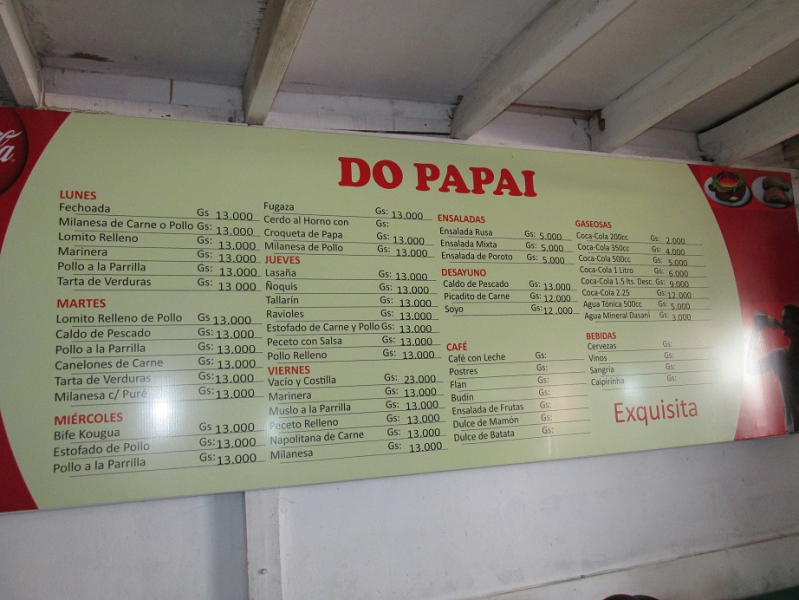 DO PAPAI
LUNES
Fechoada Gs 13.000
Milanesa de Carne o Pollo Gs: 13.000
Lomito Relleno Gs: 13.000
Marinera Gs: 13.000
Pollo a la Parrilla Gs: 13.000
Tarta de Verduras Gs: 13 000
MARTES
Lomito Relleno de Pollo Gs 13.000
Caldo de Pescado Gs: 13.000
Pollo a la Parrilla Gs: 13.000
Canelones de Carne Gs: 13.000
Tarta de Verduras Gs: 13.000
Milanesa c/ Puré Gs: 13.000
MIÉRCOLES
Bife Kougua Gs: 13.000
Estofado de Pollo Gs: 13.000
Pollo a la Parrilla Gs: 13.000
Fugaza Gs: 13.000
Cerdo al Horno con Gs:
Croqueta de Papa Gs: 13.000
Milanesa de Pollo Gs: 13.000
JUEVES
Lasaña Gs: 13.000
Ñoquis Gs: 13.000
Tallarín Gs: 13.000
Ravioles Gs: 13.000
Estofado de Carne y Pollo Gs: 13.000
Peceto con Salsa Gs: 13.000
Pollo Relleno Gs: 13.000
VIERNES
Vacío y Costilla Gs: 23.000
Marinera Gs: 13.000
Muslo a la Parrilla Gs: 13.000
Peceto Relleno Gs: 13.000
Napolitana de Carne Gs: 13.000
Milanesa Gs: 13.000
ENSALADAS
Ensalada Rusa Gs: 5.000
Ensalada Mixta Gs: 5.000
Ensalada de Poroto Gs: 5.000
DESAYUNO
Caldo de Pescado Gs: 13.000
Picadito de Carne Gs: 12.000
Soyo Gs: 12.000
CAFÉ
Café con Leche Gs:
Postres Gs:
Flan Gs:
Budin Gs:
Ensalada de Frutas Gs:
Dulce de Mamón Gs:
Dulce de Batata Gs:
GASEOSAS
Coca-Cola 200cc Gs: 2.000
Coca-Cola 350cc Gs: 4.000
Coca-Cola 500cc Gs: 5.000
Coca-Cola 1 Litro Gs: 6.000
Coca-Cola 1.5 lts. Desc. Gs: 9.000
Coca-Cola 2.25 Gs: 12.000
Agua Tónica 500cc Gs: 5.000
Agua Mineral Dasani Gs: 3.000
BEBIDAS
Cervezas Gs:
Vinos Gs:
Sangría Gs:
Caipirinha Gs:
Exquisita